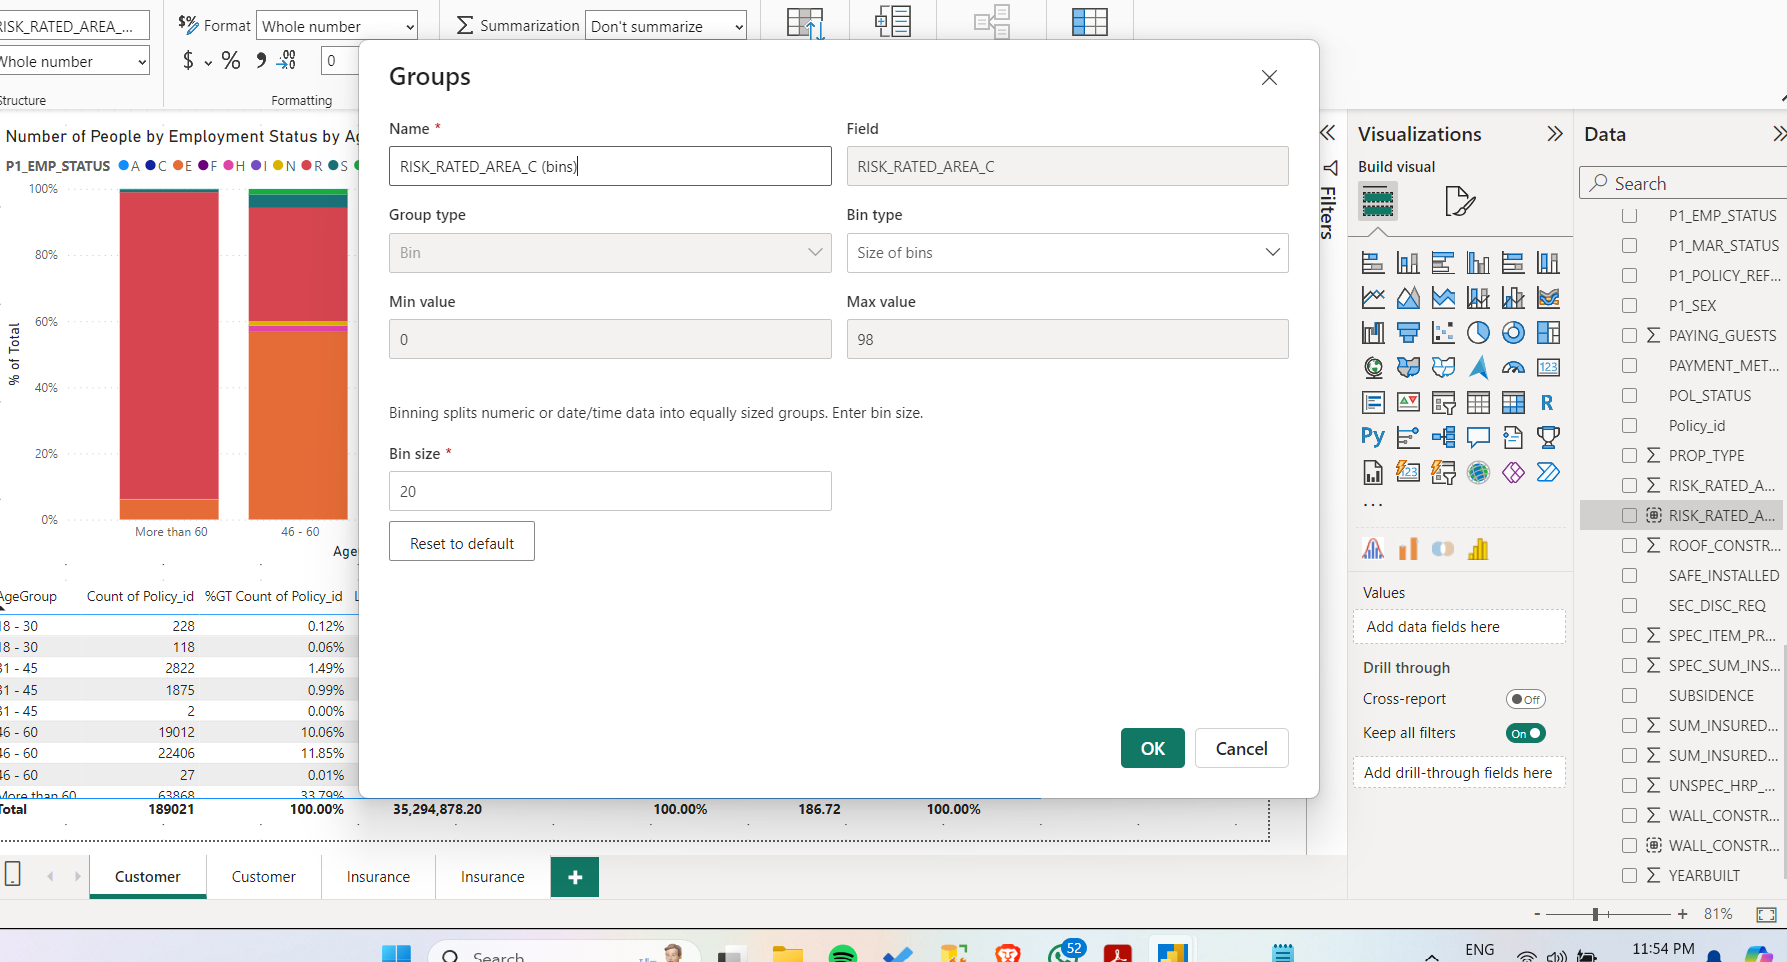 RISK_RATED_AREA_...
Format
Whole number
Summarization
Don't summarize
Whole number
$
%
0
Structure
Formatting
Groups
Name *
RISK_RATED_AREA_C (bins)
Field
RISK_RATED_AREA_C
Group type
Bin
Bin type
Size of bins
Min value
0
Max value
98
Binning splits numeric or date/time data into equally sized groups. Enter bin size.
Bin size *
20
Reset to default
OK
Cancel
Number of People by Employment Status by Ag
P1_EMP_STATUS A C E F H I N R S
100%
80%
60%
40%
20%
0%
% of Total
More than 60
46 - 60
Age
AgeGroup Count of Policy_id %GT Count of Policy_id
18 - 30 228 0.12%
18 - 30 118 0.06%
31 - 45 2822 1.49%
31 - 45 1875 0.99%
31 - 45 2 0.00%
46 - 60 19012 10.06%
46 - 60 22406 11.85%
46 - 60 27 0.01%
More than 60 63868 33.79%
Total 189021 100.00% 35,294,878.20 100.00% 186.72 100.00%
Customer
Customer
Insurance
Insurance
+
Filters
Visualizations
Build visual
123
R
Py
123
...
Values
Add data fields here
Drill through
Cross-report
Off
Keep all filters
On
Add drill-through fields here
Data
Search
P1_EMP_STATUS
P1_MAR_STATUS
P1_POLICY_REF...
P1_SEX
PAYING_GUESTS
PAYMENT_MET...
POL_STATUS
Policy_id
PROP_TYPE
RISK_RATED_A...
RISK_RATED_A...
ROOF_CONSTR...
SAFE_INSTALLED
SEC_DISC_REQ
SPEC_ITEM_PR...
SPEC_SUM_INS...
SUBSIDENCE
SUM_INSURED...
SUM_INSURED...
UNSPEC_HRP_...
WALL_CONSTR...
WALL_CONSTR...
YEARBUILT
- + 81%
Search
52
ENG
11:54 PM